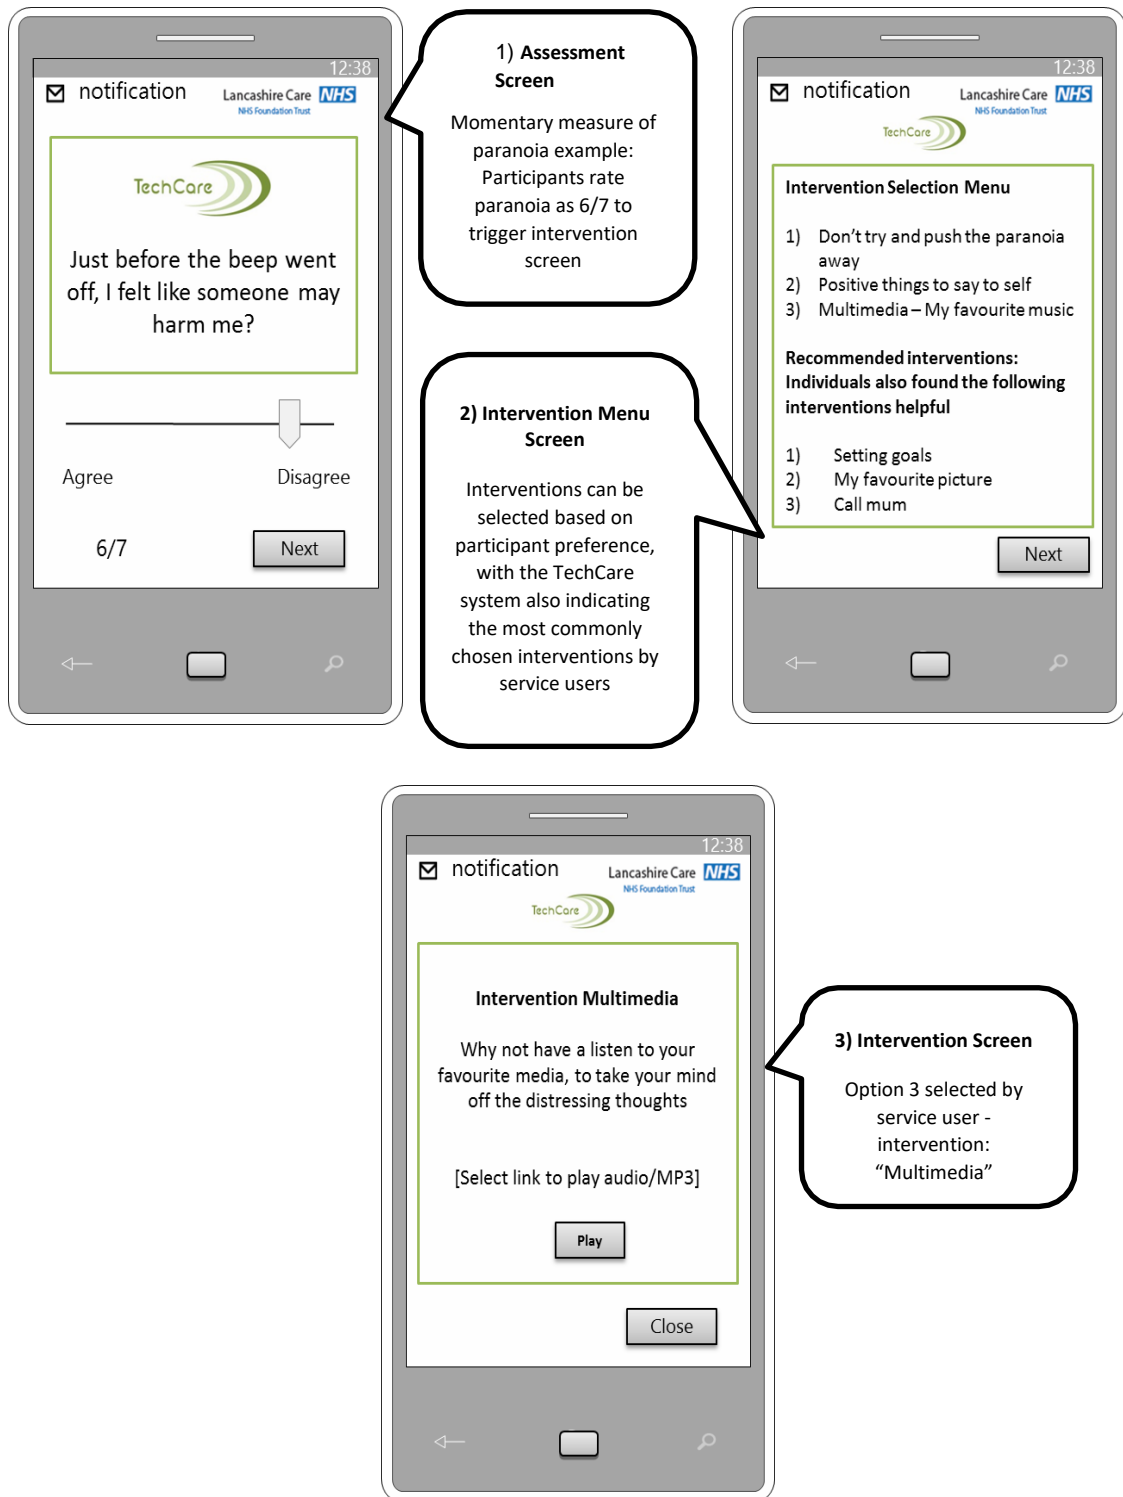 12:38
notification
Lancashire Care NHS
NHS Foundation Trust
TechCare
Just before the beep went
off, I felt like someone may
harm me?
Agree
Disagree
6/7
Next
1) Assessment
Screen
Momentary measure of
paranoia example:
Participants rate
paranoia as 6/7 to
trigger intervention
screen
2) Intervention Menu
Screen
Interventions can be
selected based on
participant preference,
with the TechCare
system also indicating
the most commonly
chosen interventions by
service users
12:38
notification
Lancashire Care NHS
NHS Foundation Trust
TechCare
Intervention Selection Menu
1) Don’t try and push the paranoia
away
2) Positive things to say to self
3) Multimedia – My favourite music
Recommended interventions:
Individuals also found the following
interventions helpful
1) Setting goals
2) My favourite picture
3) Call mum
Next
12:38
notification
Lancashire Care NHS
NHS Foundation Trust
TechCare
Intervention Multimedia
Why not have a listen to your
favourite media, to take your mind
off the distressing thoughts
[Select link to play audio/MP3]
Play
Close
3) Intervention Screen
Option 3 selected by
service user -
intervention:
“Multimedia”